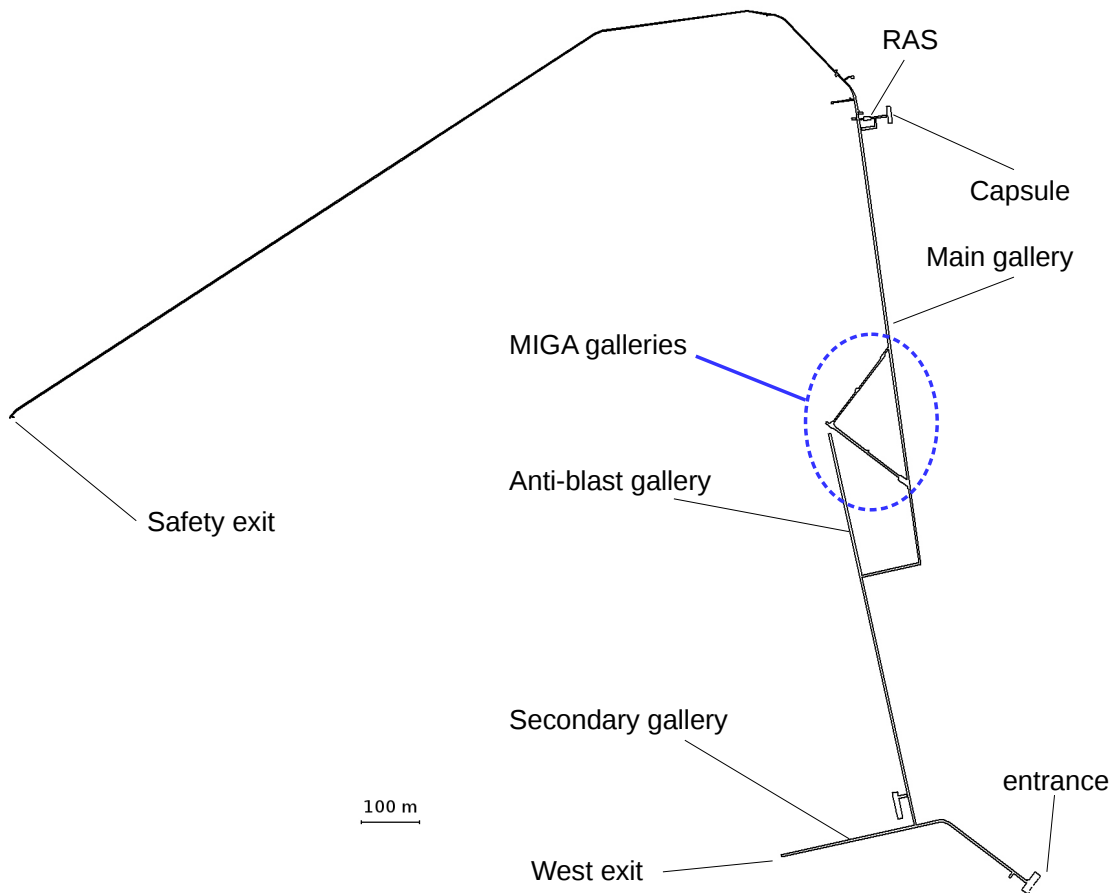 RAS
Capsule
Main gallery
MIGA galleries
Anti-blast gallery
Safety exit
Secondary gallery
entrance
100 m
West exit